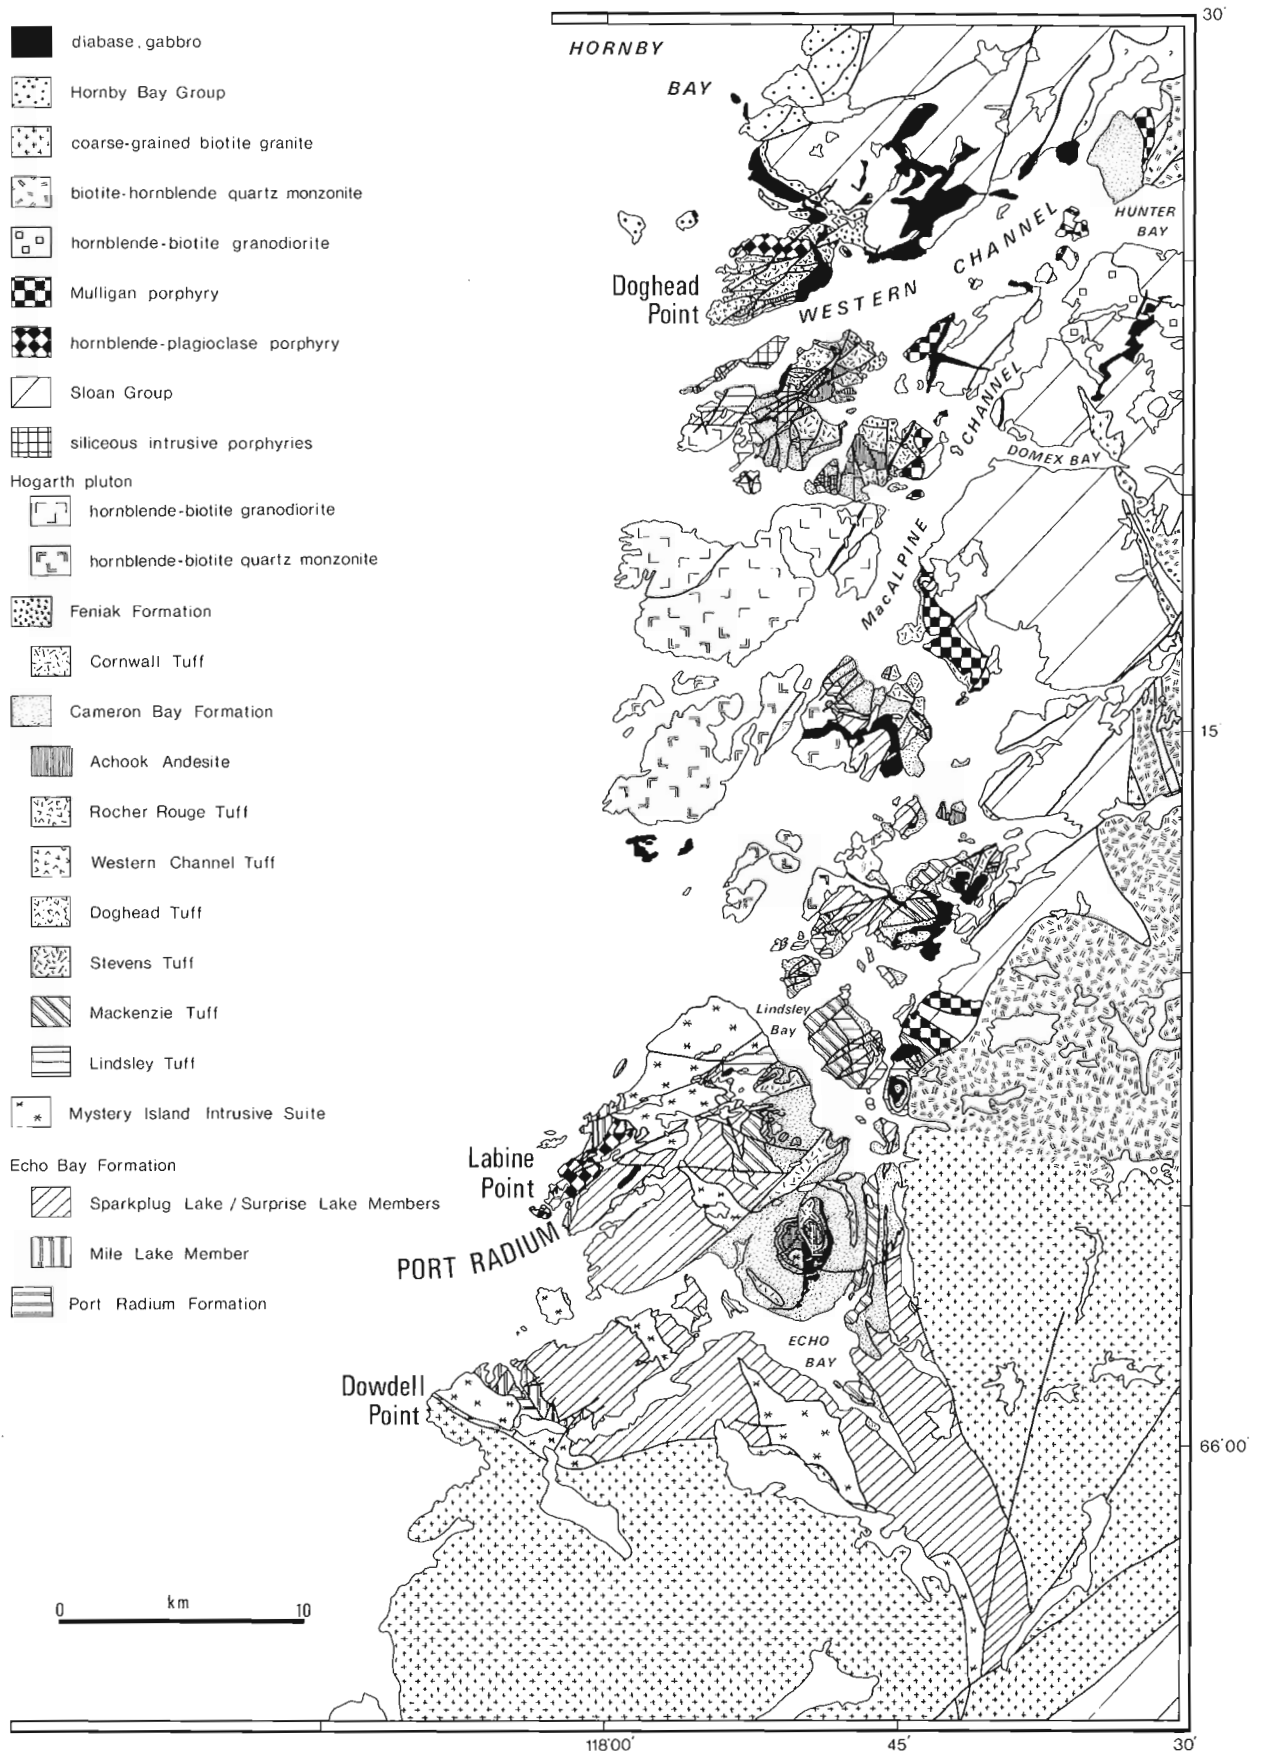 diabase, gabbro
Hornby Bay Group
coarse-grained biotite granite
biotite-hornblende quartz monzonite
hornblende-biotite granodiorite
Mulligan porphyry
hornblende-plagioclase porphyry
Sloan Group
siliceous intrusive porphyries
Hogarth pluton
hornblende-biotite granodiorite
hornblende-biotite quartz monzonite
Feniak Formation
Cornwall Tuff
Cameron Bay Formation
Achook Andesite
Rocher Rouge Tuff
Western Channel Tuff
Doghead Tuff
Stevens Tuff
Mackenzie Tuff
Lindsley Tuff
Mystery Island Intrusive Suite
Echo Bay Formation
Sparkplug Lake / Surprise Lake Members
Mile Lake Member
Port Radium Formation
km
0 10
30'
HORNBY
BAY
HUNTER
BAY
Doghead
Point
WESTERN CHANNEL
CHANNEL
DOMEX BAY
MacALPINE
15'
Lindsley
Bay
Labine
Point
PORT RADIUM
ECHO
BAY
Dowdell
Point
66°00'
118°00' 45' 30'